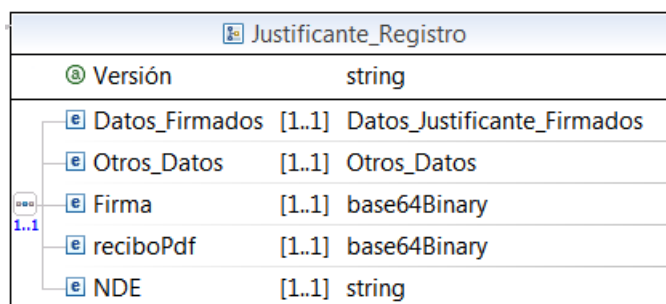 Justificante_Registro
Versión string
Datos_Firmados [1..1] Datos_Justificante_Firmados
Otros_Datos [1..1] Otros_Datos
Firma [1..1] base64Binary
1..1
reciboPdf [1..1] base64Binary
NDE [1..1] string